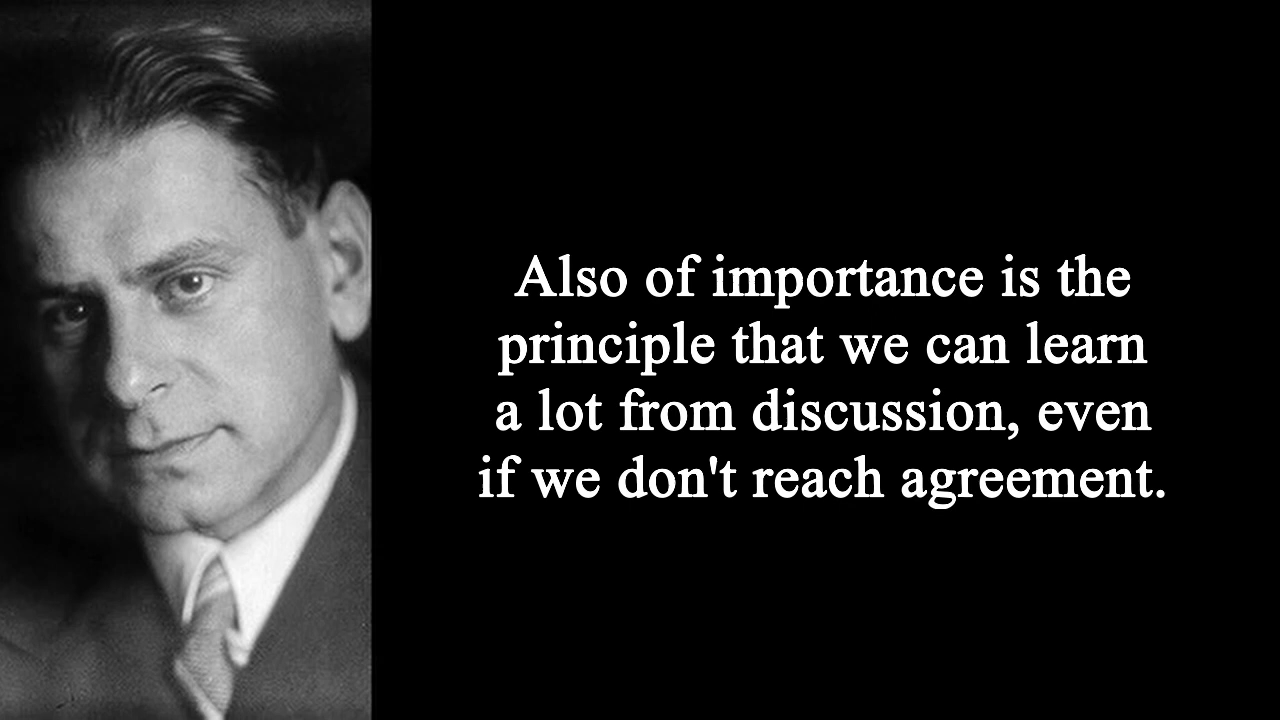 Also of importance is the
principle that we can learn
a lot from discussion, even
if we don't reach agreement.